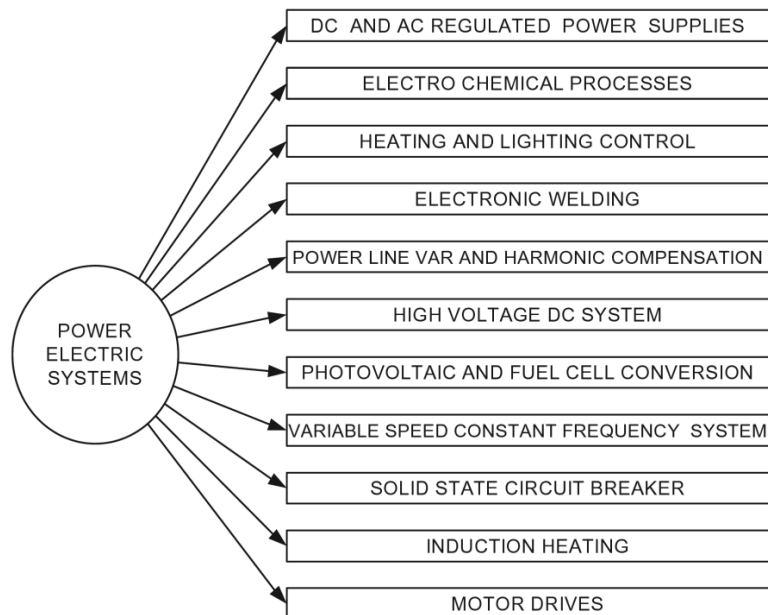 DC AND AC REGULATED POWER SUPPLIES
ELECTRO CHEMICAL PROCESSES
HEATING AND LIGHTING CONTROL
ELECTRONIC WELDING
POWER LINE VAR AND HARMONIC COMPENSATION
HIGH VOLTAGE DC SYSTEM
POWER
ELECTRIC
SYSTEMS
PHOTOVOLTAIC AND FUEL CELL CONVERSION
VARIABLE SPEED CONSTANT FREQUENCY SYSTEM
SOLID STATE CIRCUIT BREAKER
INDUCTION HEATING
MOTOR DRIVES